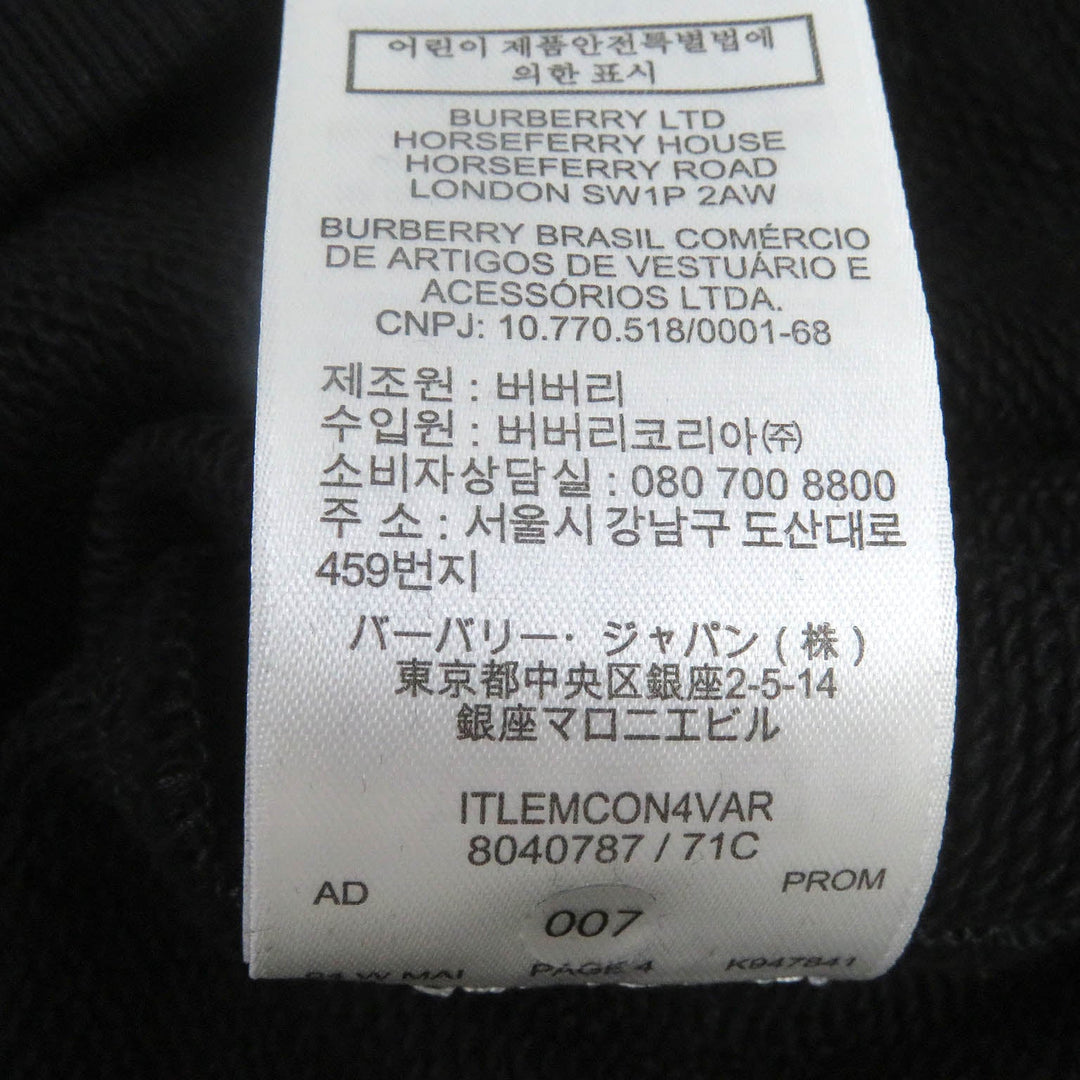 어린이 제품안전특별법에
의한 표시
BURBERRY LTD
HORSEFERRY HOUSE
HORSEFERRY ROAD
LONDON SW1P 2AW
BURBERRY BRASIL COMÉRCIO
DE ARTIGOS DE VESTUÁRIO E
ACESSÓRIOS LTDA.
CNPJ: 10.770.518/0001-68
제조원 : 버버리
수입원 : 버버리코리아㈜
소비자상담실 : 080 700 8800
주 소 : 서울시 강남구 도산대로
459번지
バーバリー・ジャパン ( 株 )
東京都中央区銀座2-5-14
銀座マロニエビル
ITLEMCON4VAR
8040787 / 71C
AD PROM
007
W MAI PAGE 4 K947841